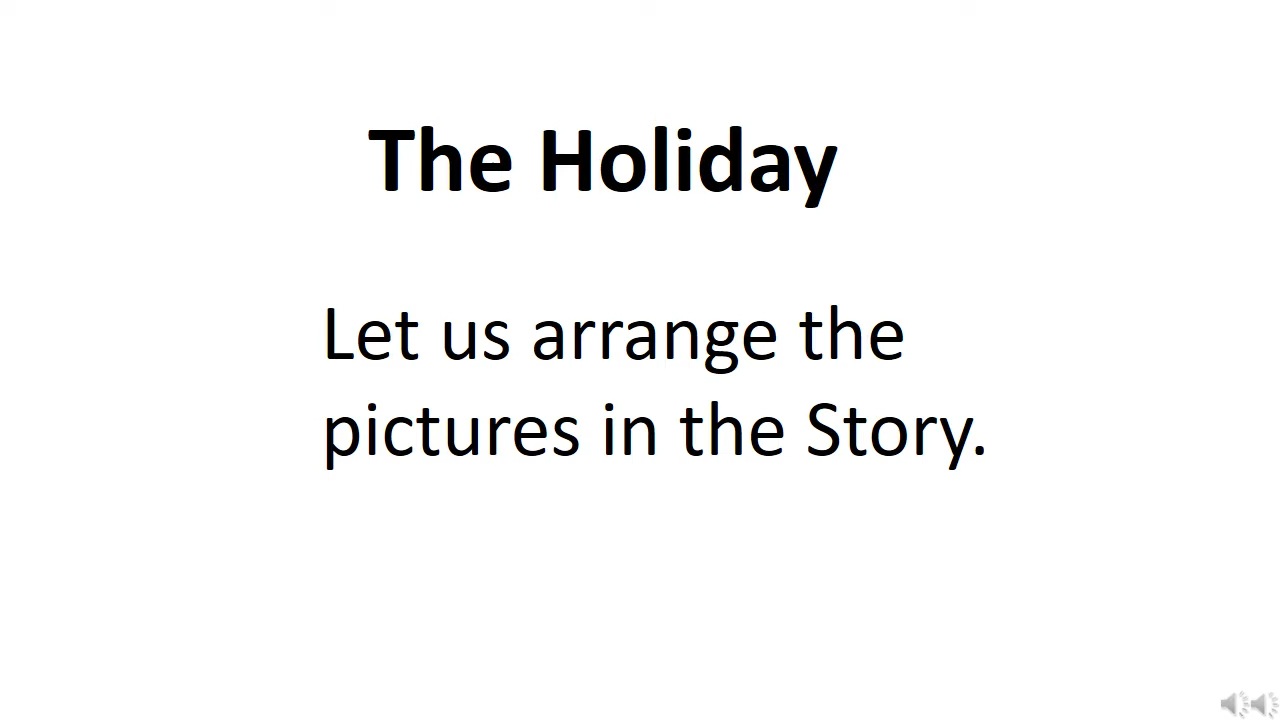 The Holiday
Let us arrange the
pictures in the Story.